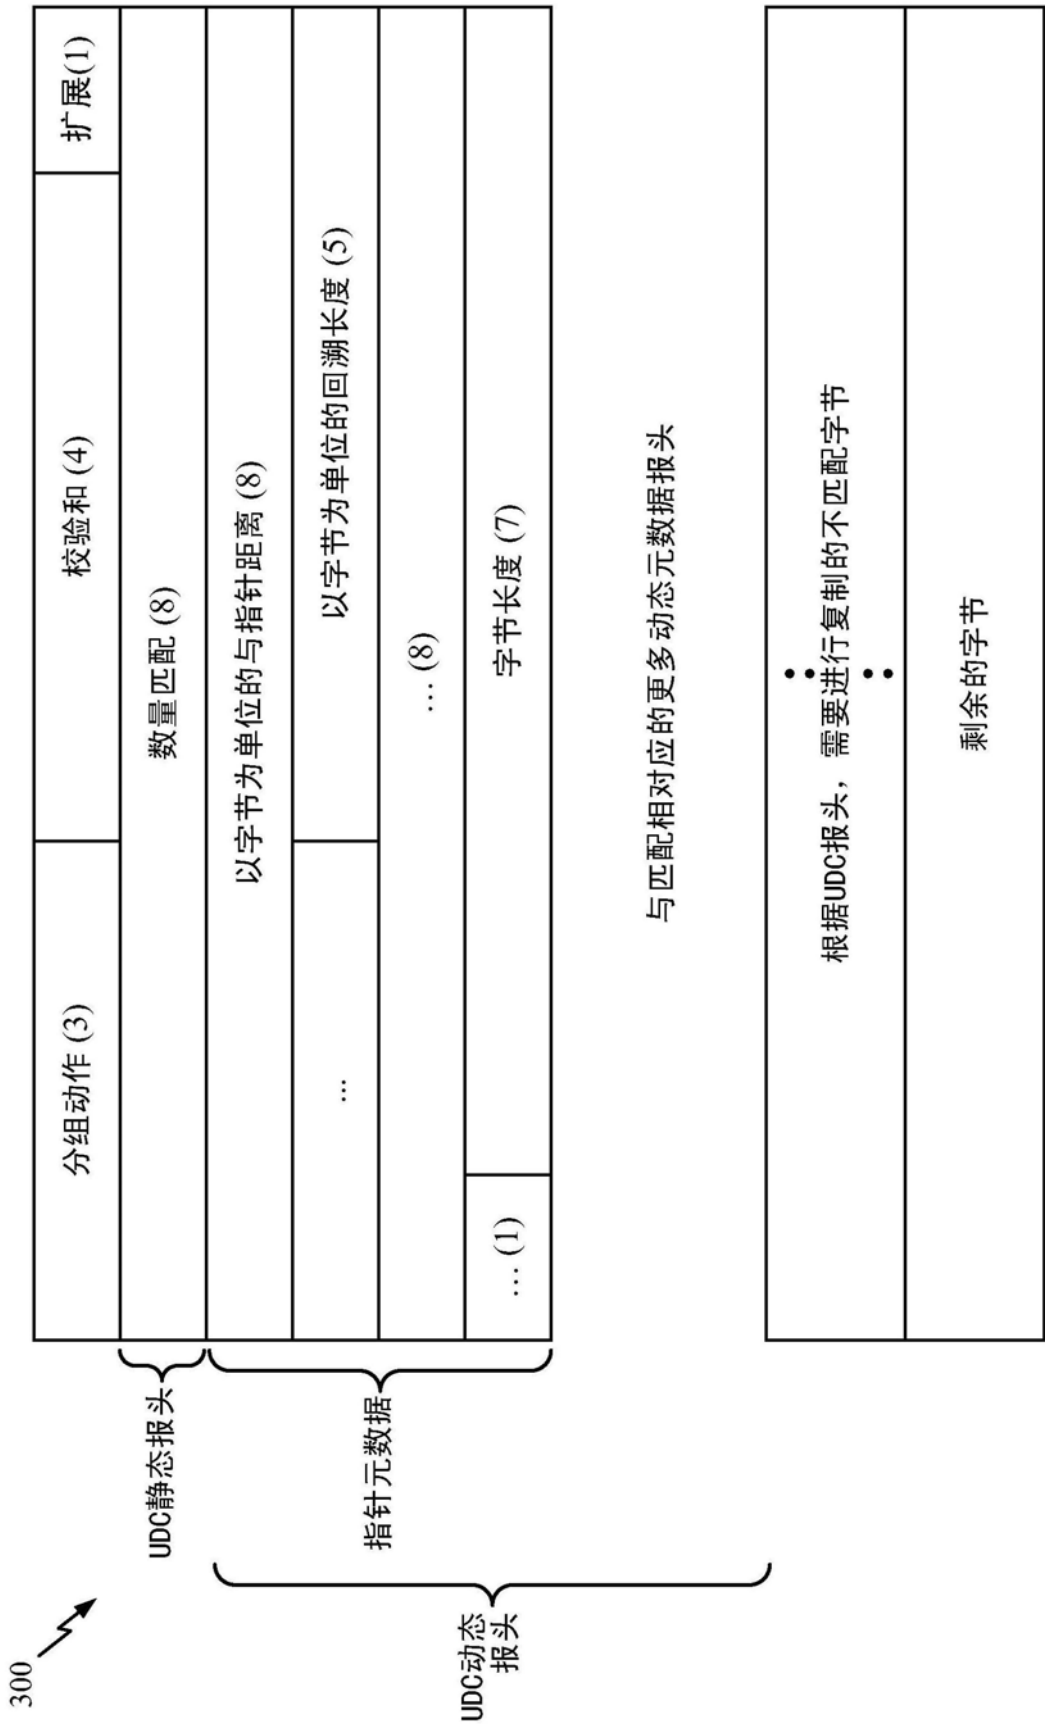 300
分组动作 (3)
校验和 (4)
扩展(1)
UDC静态报头
数量匹配 (8)
以字节为单位的与指针距离 (8)
指针元数据
...
以字节为单位的回溯长度 (5)
... (8)
... (1)
字节长度 (7)
UDC动态
报头
与匹配相对应的更多动态元数据报头
根据UDC报头，需要进行复制的不匹配字节
剩余的字节